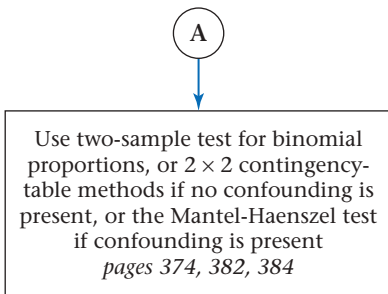 A
Use two-sample test for binomial
proportions, or 2 × 2 contingency-
table methods if no confounding is
present, or the Mantel-Haenszel test
if confounding is present
pages 374, 382, 384